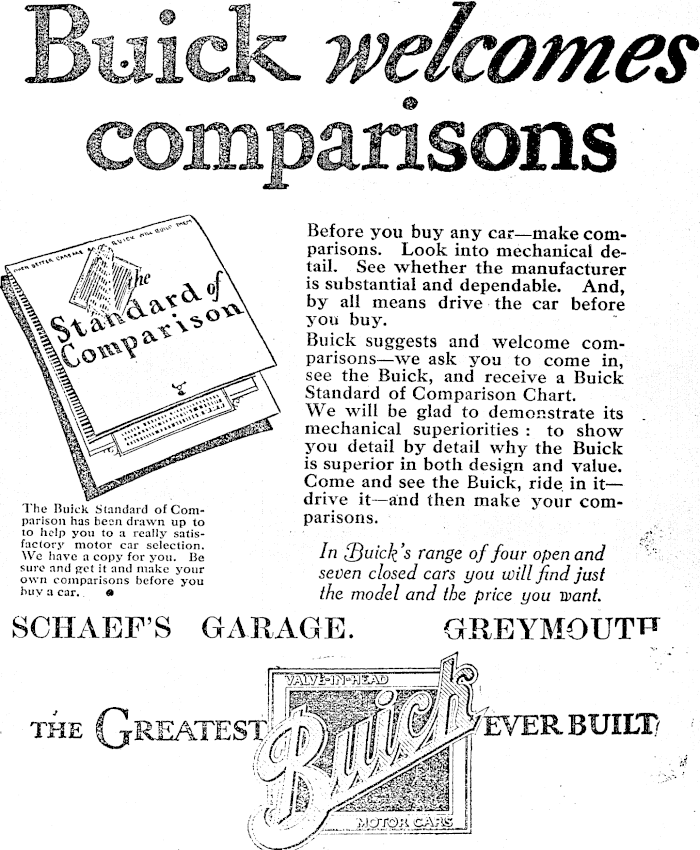 Buick welcomes
comparisons
WHEN BETTER CARS ARE BUILT BUICK WILL BUILD THEM
the
Standard of
Comparison
The Buick Standard of Com-
parison has been drawn up to
to help you to a really satis-
factory motor car selection.
We have a copy for you. Be
sure and get it and make your
own comparisons before you
buy a car.
Before you buy any car—make com-
parisons. Look into mechanical de-
tail. See whether the manufacturer
is substantial and dependable. And,
by all means drive the car before
you buy.
Buick suggests and welcome com-
parisons—we ask you to come in,
see the Buick, and receive a Buick
Standard of Comparison Chart.
We will be glad to demonstrate its
mechanical superiorities : to show
you detail by detail why the Buick
is superior in both design and value.
Come and see the Buick, ride in it—
drive it—and then make your com-
parisons.
In Buick's range of four open and
seven closed cars you will find just
the model and the price you want.
SCHAEF'S GARAGE. GREYMOUTH
THE GREATEST
VALVE-IN-HEAD
Buick
MOTOR CARS
EVER BUILT